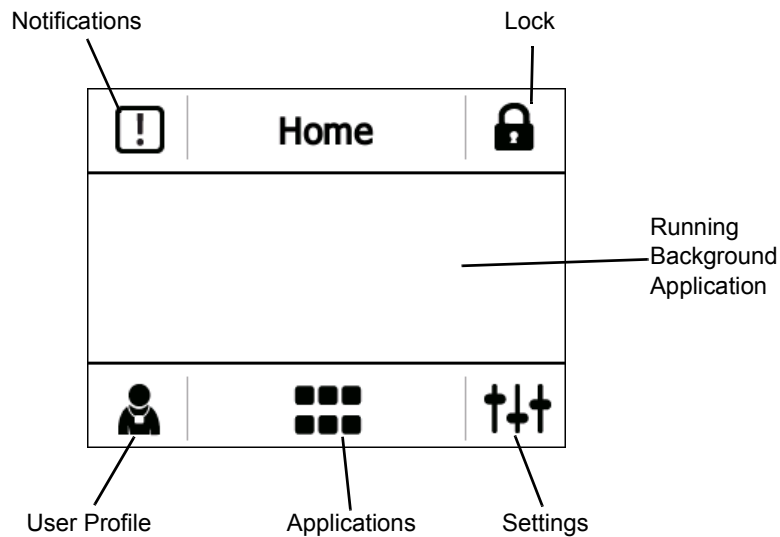 Notifications
Lock
!
Home
Running
Background
Application
User Profile
Applications
Settings